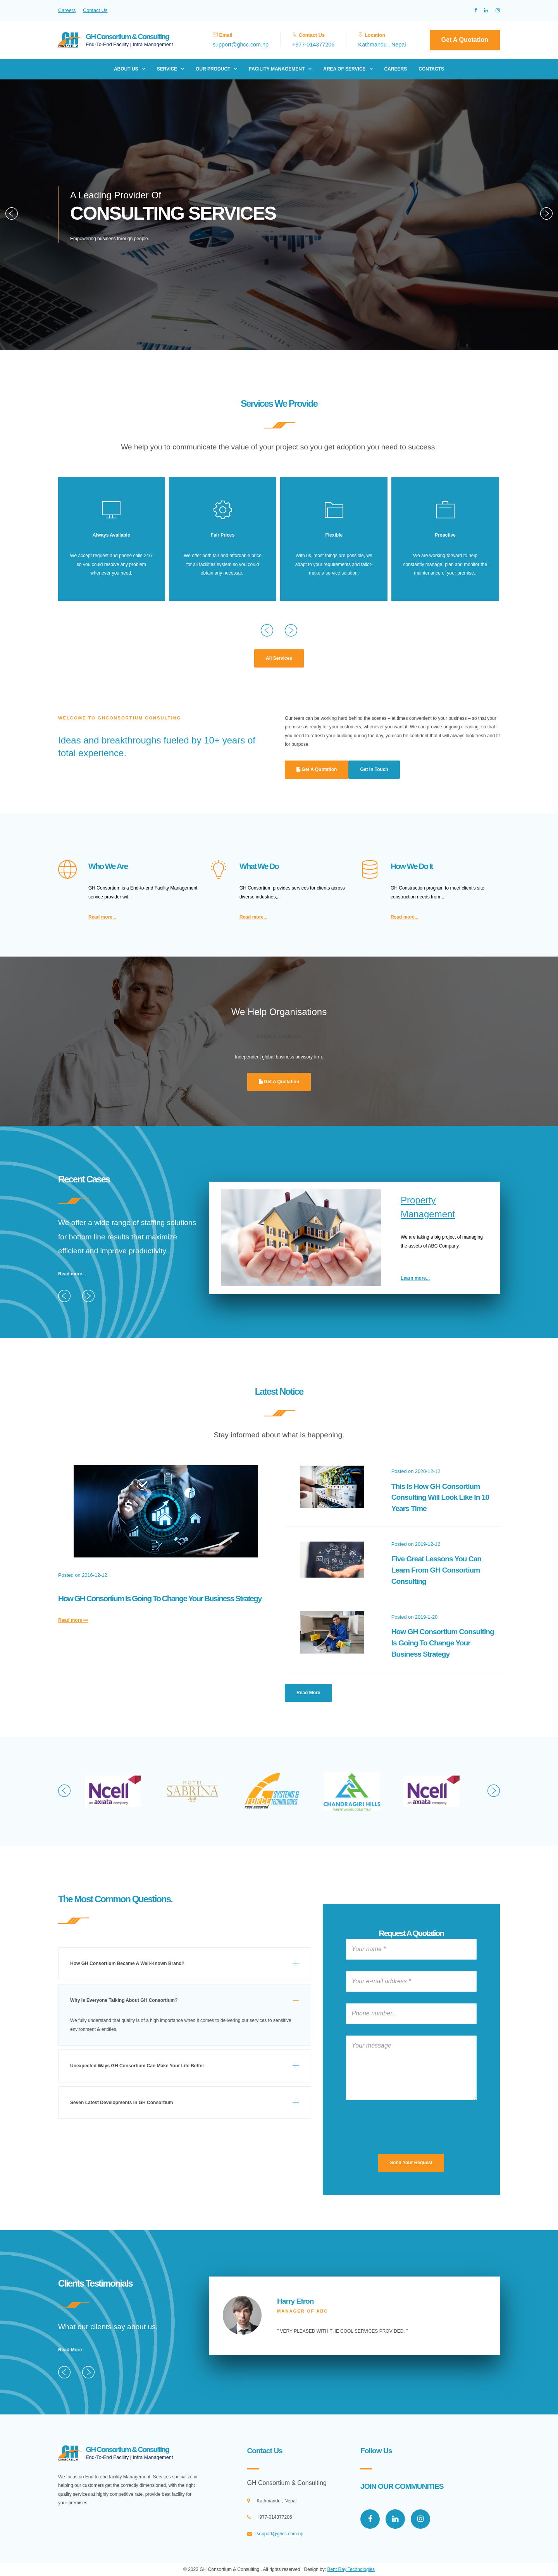 Careers Contact Us
GH Consortium & Consulting
End-To-End Facility | Infra Management
Email
support@ghcc.com.np
Contact Us
+977-014377206
Location
Kathmandu , Nepal
Get A Quotation
ABOUT US SERVICE OUR PRODUCT FACILITY MANAGEMENT AREA OF SERVICE CAREERS CONTACTS
A Leading Provider Of
CONSULTING SERVICES
Empowering business through people.
Services We Provide
We help you to communicate the value of your project so you get adoption you need to success.
Always Available
We accept request and phone calls 24/7
so you could resolve any problem
whenever you need.
Fair Prices
We offer both fair and affordable price
for all facilities system so you could
obtain any necessar..
Flexible
With us, most things are possible. we
adapt to your requirements and tailor-
make a service solution.
Proactive
We are working forward to help
constantly manage, plan and monitor the
maintenance of your premise.
All Services
WELCOME TO GHCONSORTIUM CONSULTING
Ideas and breakthroughs fueled by 10+ years of
total experience.
Our team can be working hard behind the scenes – at times convenient to your business – so that your
premises is ready for your customers, whenever you want it. We can provide ongoing cleaning, so that if
you need to refresh your building during the day, you can be confident that it will always look fresh and fit
for purpose.
Get A Quotation
Get In Touch
Who We Are
GH Consortium is a End-to-end Facility Management
service provider wit..
Read more...
What We Do
GH Consortium provides services for clients across
diverse industries,..
Read more...
How We Do It
GH Construction program to meet client's site
construction needs from ..
Read more...
We Help Organisations
Independent global business advisory firm.
Get A Quotation
Recent Cases
We offer a wide range of staffing solutions
for bottom line results that maximize
efficient and improve productivity..
Read more...
Property
Management
We are taking a big project of managing
the assets of ABC Company.
Learn more...
Latest Notice
Stay informed about what is happening.
Posted on 2016-12-12
How GH Consortium Is Going To Change Your Business Strategy
Read more
Posted on 2020-12-12.
This Is How GH Consortium
Consulting Will Look Like In 10
Years Time
Posted on 2019-12-12
Five Great Lessons You Can
Learn From GH Consortium
Consulting
Posted on 2019-1-20
How GH Consortium Consulting
Is Going To Change Your
Business Strategy
Read More
Ncell
an axiata company
HOTEL
SABRINA
SYSTEMS &
TECHNOLOGIES
rest assured
CHANDRAGIRI HILLS
Ncell
an axiata company
The Most Common Questions.
How GH Consortium Became A Well-Known Brand?
Why Is Everyone Talking About GH Consortium?
We fully understand that quality is of a high importance when it comes to delivering our services to sensitive
environment & entities.
Unexpected Ways GH Consortium Can Make Your Life Better
Seven Latest Developments In GH Consortium
Request A Quotation
Your name *
Your e-mail address *
Phone number...
Your message
Send Your Request
Clients Testimonials
What our clients say about us.
Read More
Harry Efron
MANAGER OF ABC
" VERY PLEASED WITH THE COOL SERVICES PROVIDED. "
GH Consortium & Consulting
End-To-End Facility | Infra Management
We focus on End to end facility Management. Services specialize in
helping our customers get the correctly dimensioned, with the right
quality services at highly competitive rate, provide best facility for
your premises.
Contact Us
GH Consortium & Consulting
Kathmandu , Nepal
+977-014377206
support@ghcc.com.np
Follow Us
JOIN OUR COMMUNITIES
© 2023 GH Consortium & Consulting . All rights reserved | Design by: Bent Ray Technologies